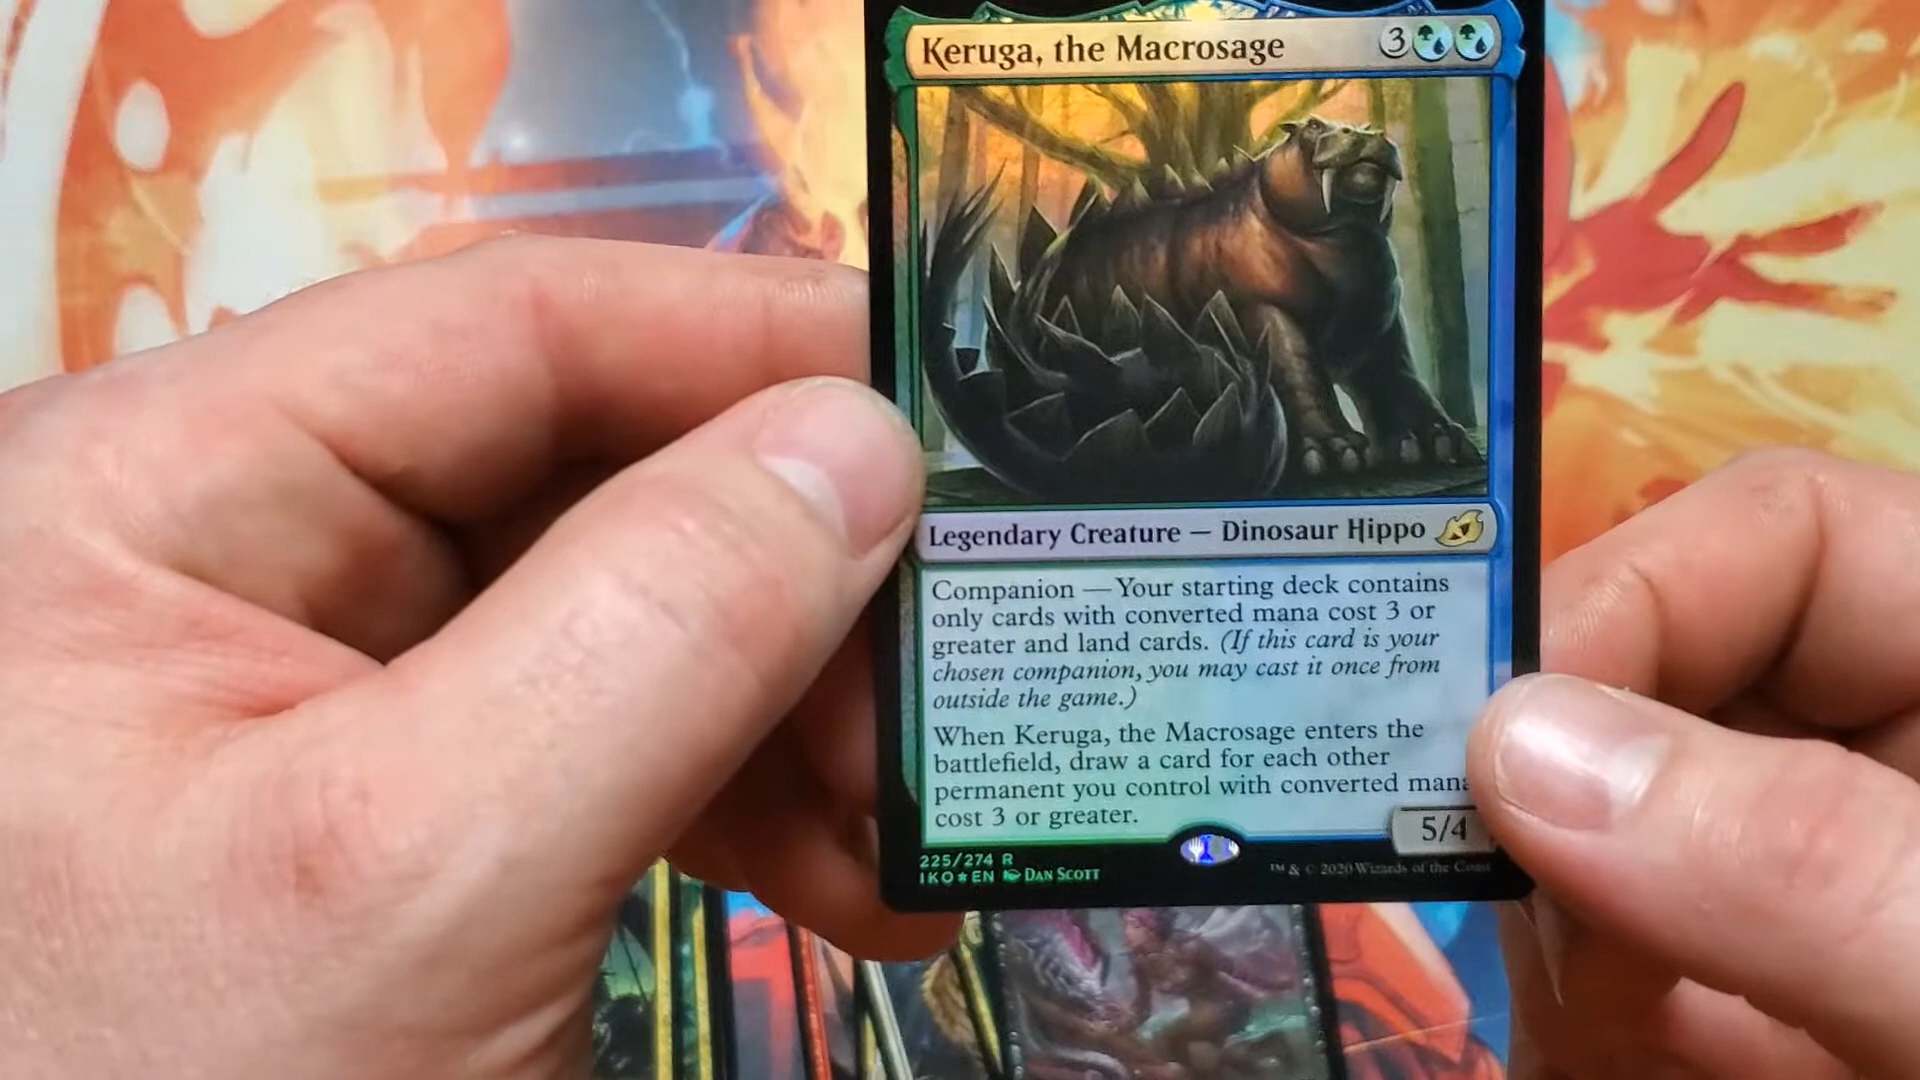 Keruga, the Macrosage 3
Legendary Creature — Dinosaur Hippo
Companion — Your starting deck contains
only cards with converted mana cost 3 or
greater and land cards. (If this card is your
chosen companion, you may cast it once from
outside the game.)
When Keruga, the Macrosage enters the
battlefield, draw a card for each other
permanent you control with converted mana
cost 3 or greater.
5/4
225/274 R
IKO★EN DAN SCOTT
™ & © 2020 Wizards of the Coast